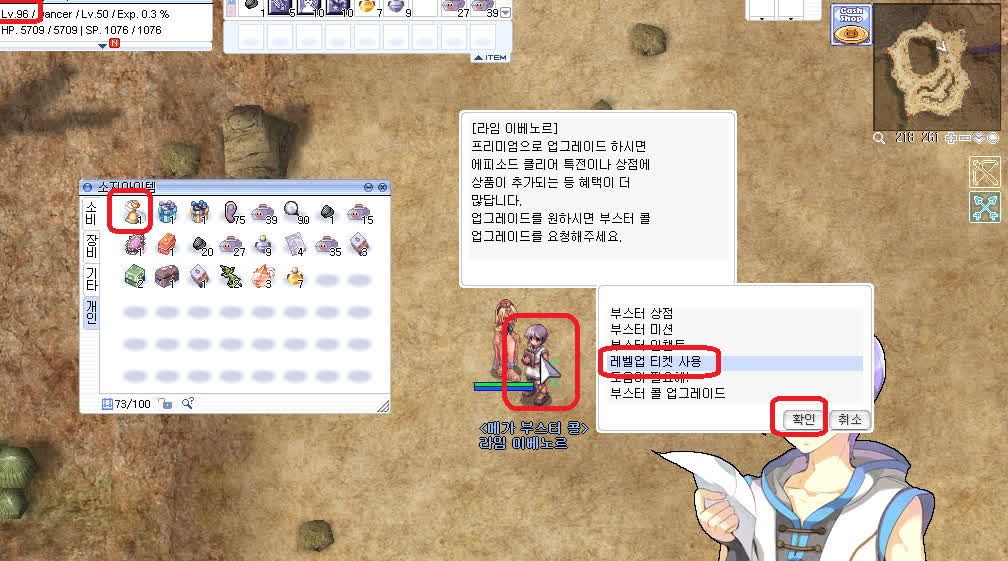 Lv.96 / Dancer / Lv.50 / Exp. 0.3 %
HP. 5709 / 5709 | SP. 1076 / 1076
N
1
5
10
10
7
9
27
39
ITEM
Cash
Shop
218 261
[라임 이베노르]
프리미엄으로 업그레이드 하시면
에피소드 클리어 특전이나 상점에
상품이 추가되는 등 혜택이 더
많답니다.
업그레이드를 원하시면 부스터 콜
업그레이드를 요청해주세요.
소지아이템
소비
장비
기타
개인
1 1 1 75 39 90 1 15
1 1 20 27 9 4 35 3
2 1 1 2 3 7
73/100
부스터 상점
부스터 미션
부스터 인챈트
레벨업 티켓 사용
도움이 필요해!
부스터 콜 업그레이드
확인
취소
<메가 부스터 콜>
라임 이베노르